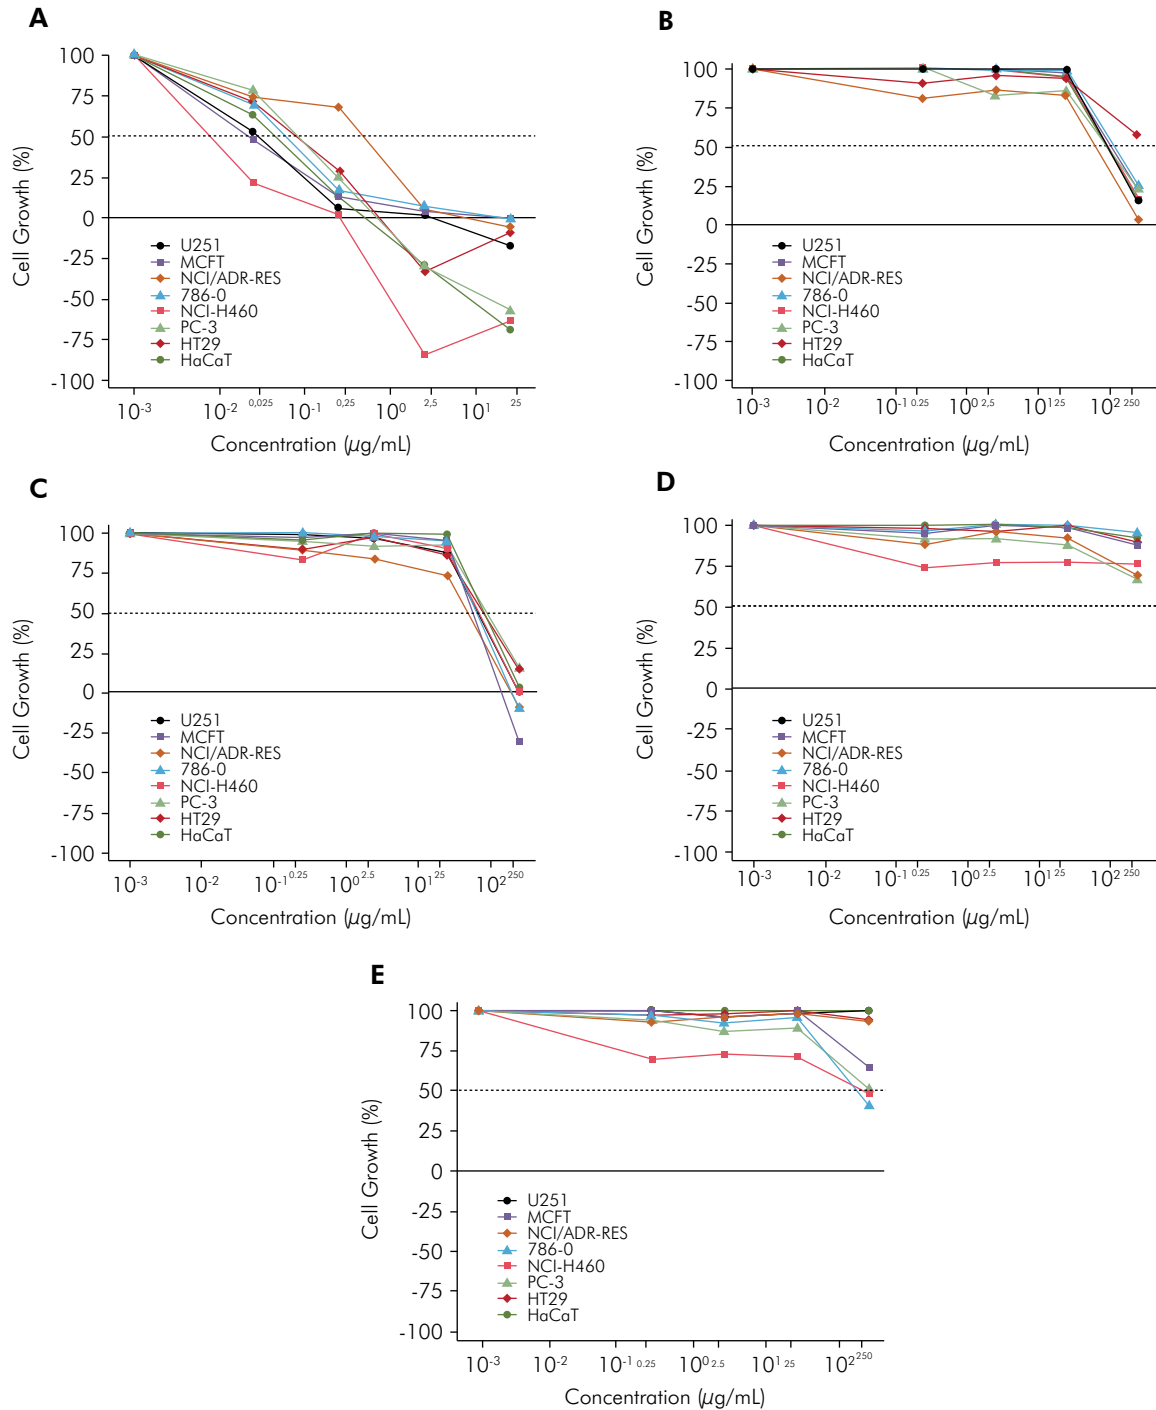 A
Cell Growth (%)
100
75
50
25
0
-25
-50
-75
-100
U251
MCFT
NCI/ADR-RES
786-0
NCI-H460
PC-3
HT29
HaCaT
10-3 10-2 0,025 10-1 0,25 100 2,5 101 25
Concentration (µg/mL)
B
Cell Growth (%)
100
75
50
25
0
-25
-50
-75
-100
U251
MCFT
NCI/ADR-RES
786-0
NCI-H460
PC-3
HT29
HaCaT
10-3 10-2 10-1 0.25 100 2,5 101 25 102 250
Concentration (µg/mL)
C
Cell Growth (%)
100
75
50
25
0
-25
-50
-75
-100
U251
MCFT
NCI/ADR-RES
786-0
NCI-H460
PC-3
HT29
HaCaT
10-3 10-2 10-1 0.25 100 2.5 101 25 102 250
Concentration (µg/mL)
D
Cell Growth (%)
100
75
50
25
0
-25
-50
-75
-100
U251
MCFT
NCI/ADR-RES
786-0
NCI-H460
PC-3
HT29
HaCaT
10-3 10-2 10-1 0.25 100 2,5 101 25 102 250
Concentration (µg/mL)
E
Cell Growth (%)
100
75
50
25
0
-25
-50
-75
-100
U251
MCFT
NCI/ADR-RES
786-0
NCI-H460
PC-3
HT29
HaCaT
10-3 10-2 10-1 0.25 100 2.5 101 25 102 250
Concentration (µg/mL)